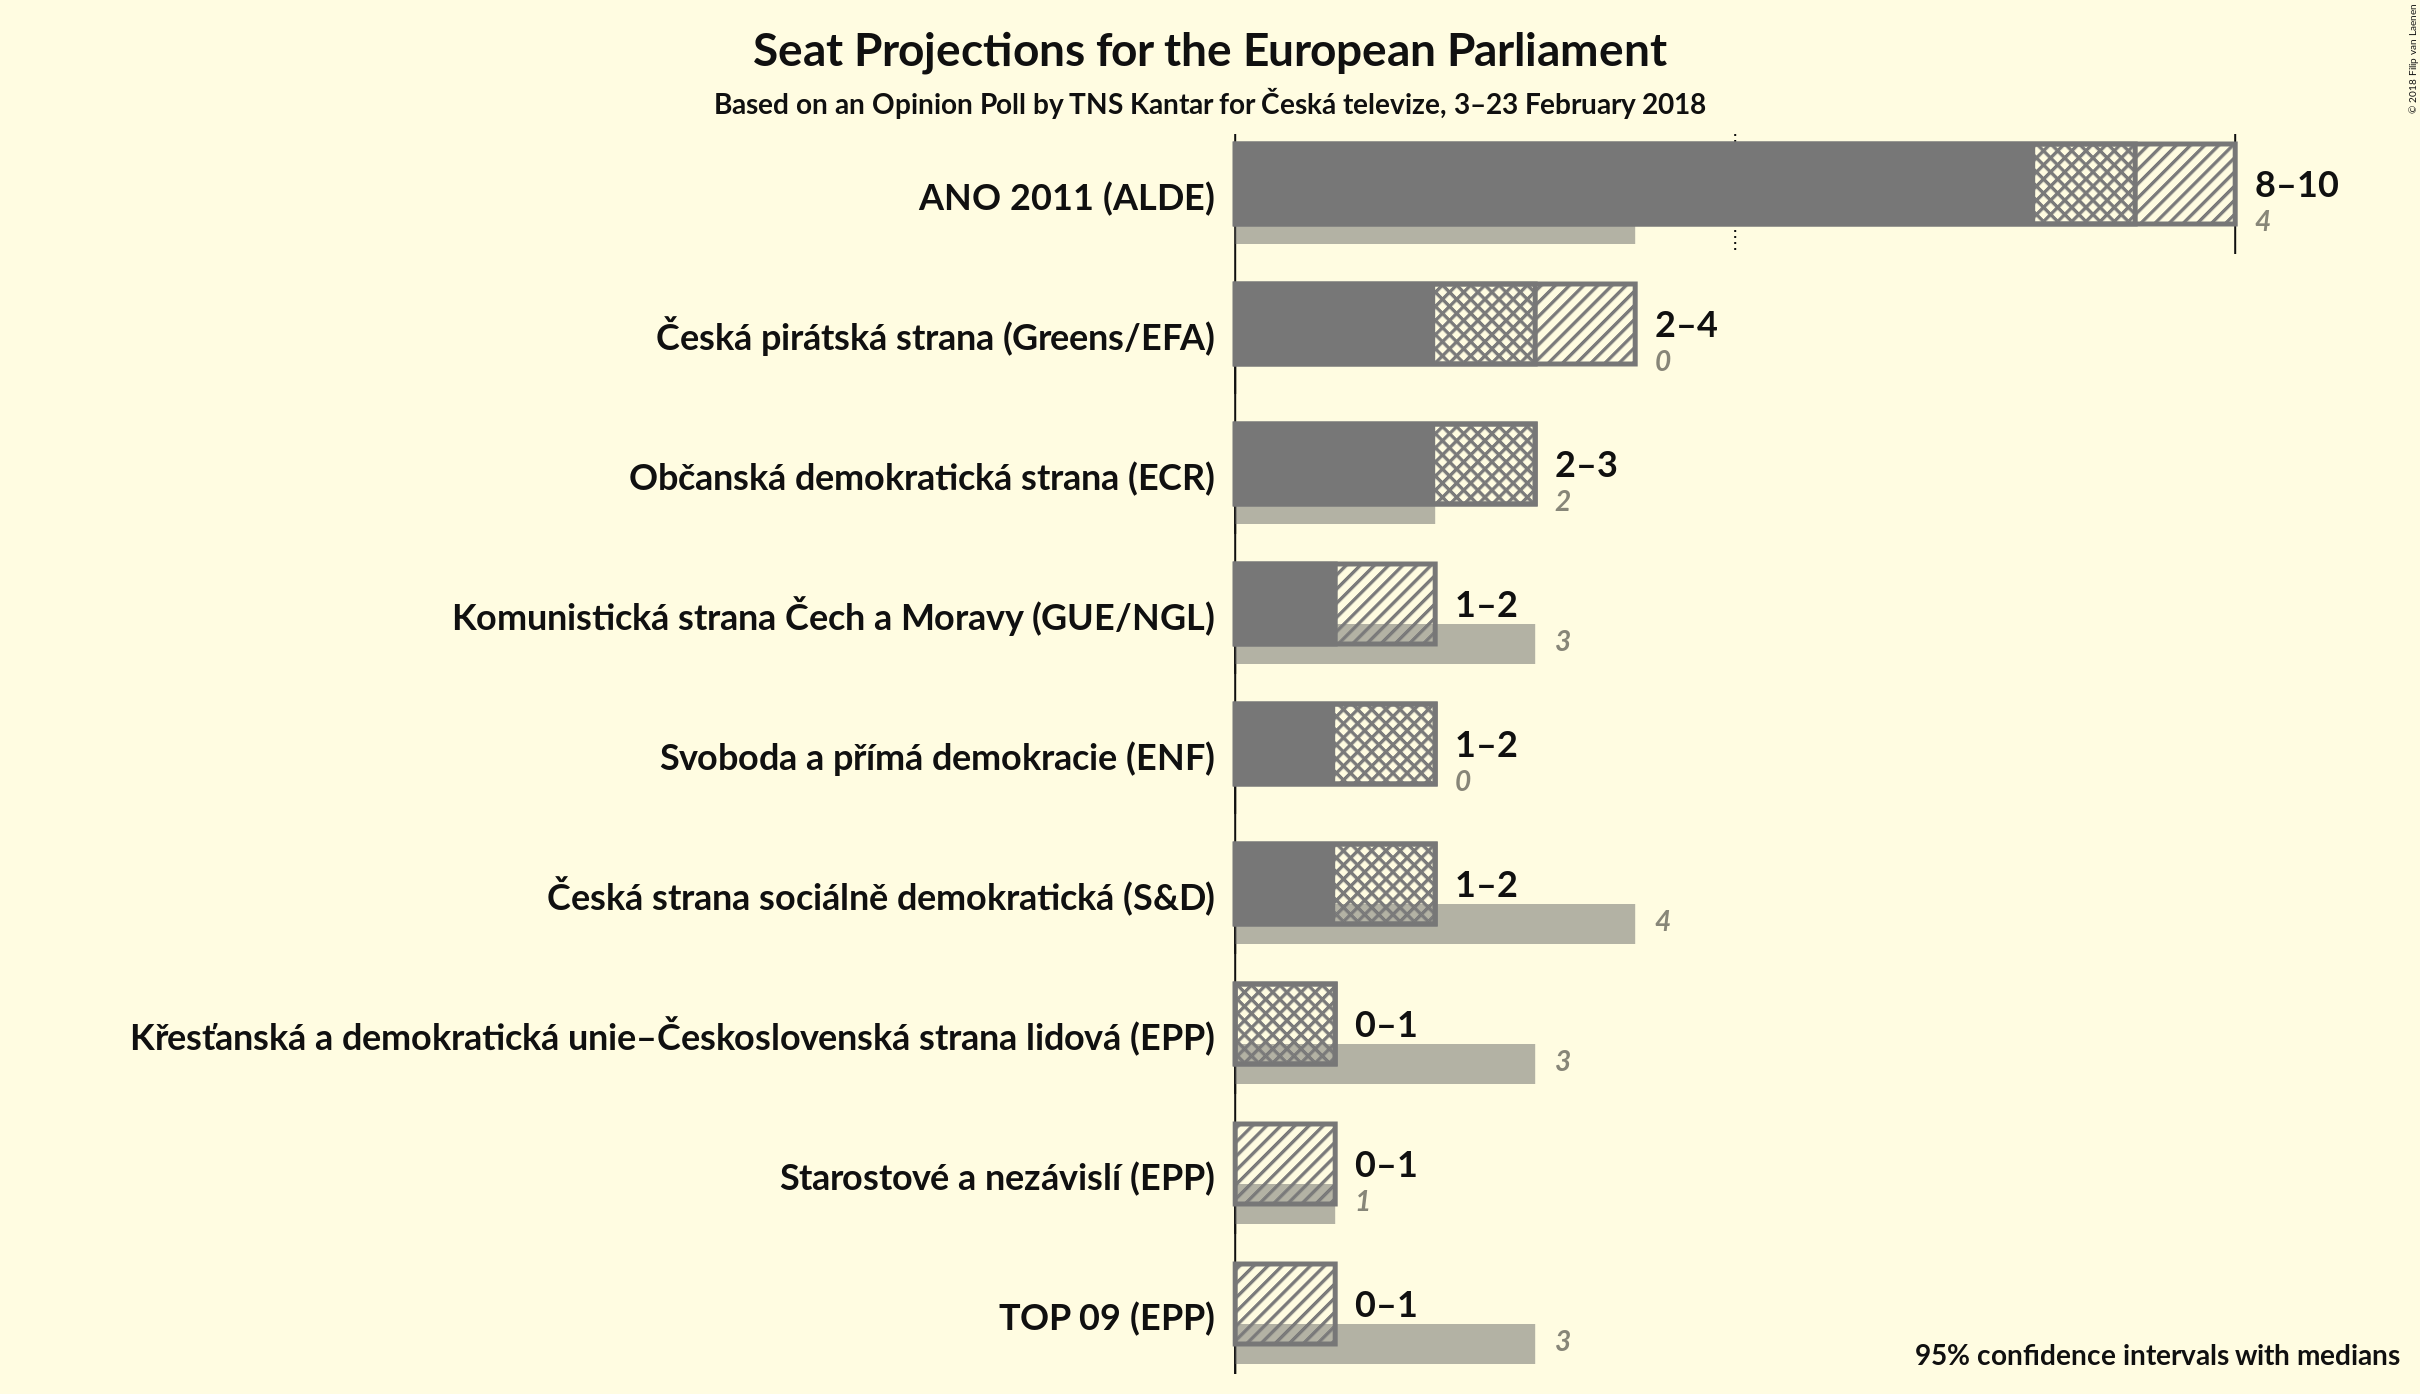 Seat Projections for the European Parliament
Based on an Opinion Poll by TNS Kantar for Česká televize, 3–23 February 2018
© 2018 Filip van Laenen
ANO 2011 (ALDE)
8–10
4
Česká pirátská strana (Greens/EFA)
2–4
0
Občanská demokratická strana (ECR)
2–3
2
Komunistická strana Čech a Moravy (GUE/NGL)
1–2
3
Svoboda a přímá demokracie (ENF)
1–2
0
Česká strana sociálně demokratická (S&D)
1–2
4
Křesťanská a demokratická unie–Československá strana lidová (EPP)
0–1
3
Starostové a nezávislí (EPP)
0–1
1
TOP 09 (EPP)
0–1
3
95% confidence intervals with medians